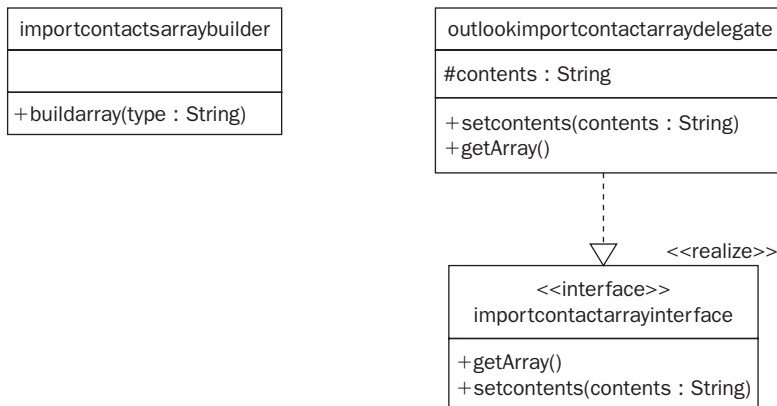 importcontactsarraybuilder
+buildarray(type : String)
outlookimportcontactarraydelegate
#contents : String
+setcontents(contents : String)
+getArray()
<<realize>>
<<interface>>
importcontactarrayinterface
+getArray()
+setcontents(contents : String)